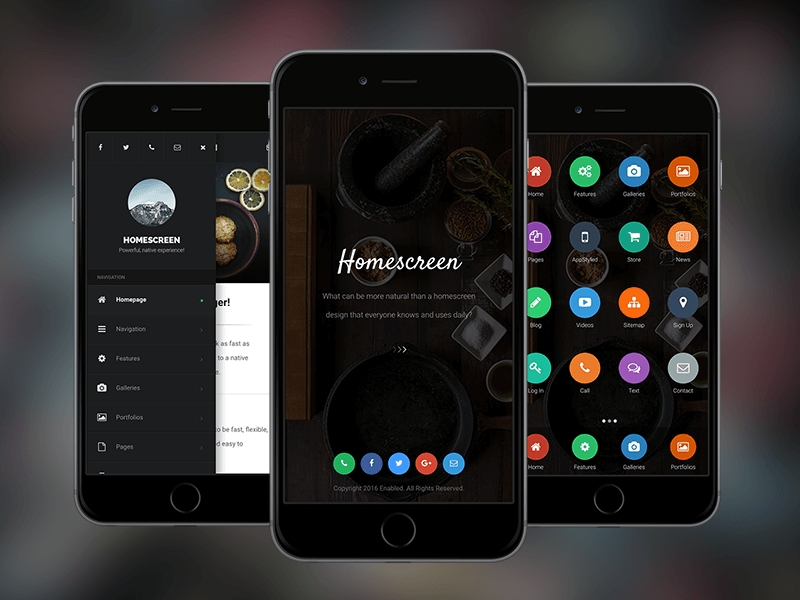 HOMESCREEN
Powerful, native experience!
NAVIGATION
Homepage
Navigation
Features
Galleries
Portfolios
Pages
ger!
k as fast as
to a native
e.
o be fast, flexible,
d easy to
Homescreen
What can be more natural than a homescreen
design that everyone knows and uses daily?
Copyright 2016 Enabled. All Rights Reserved.
Home Features Galleries Portfolios
Pages AppStyled Store News
Blog Videos Sitemap Sign Up
Log In Call Text Contact
Home Features Galleries Portfolios